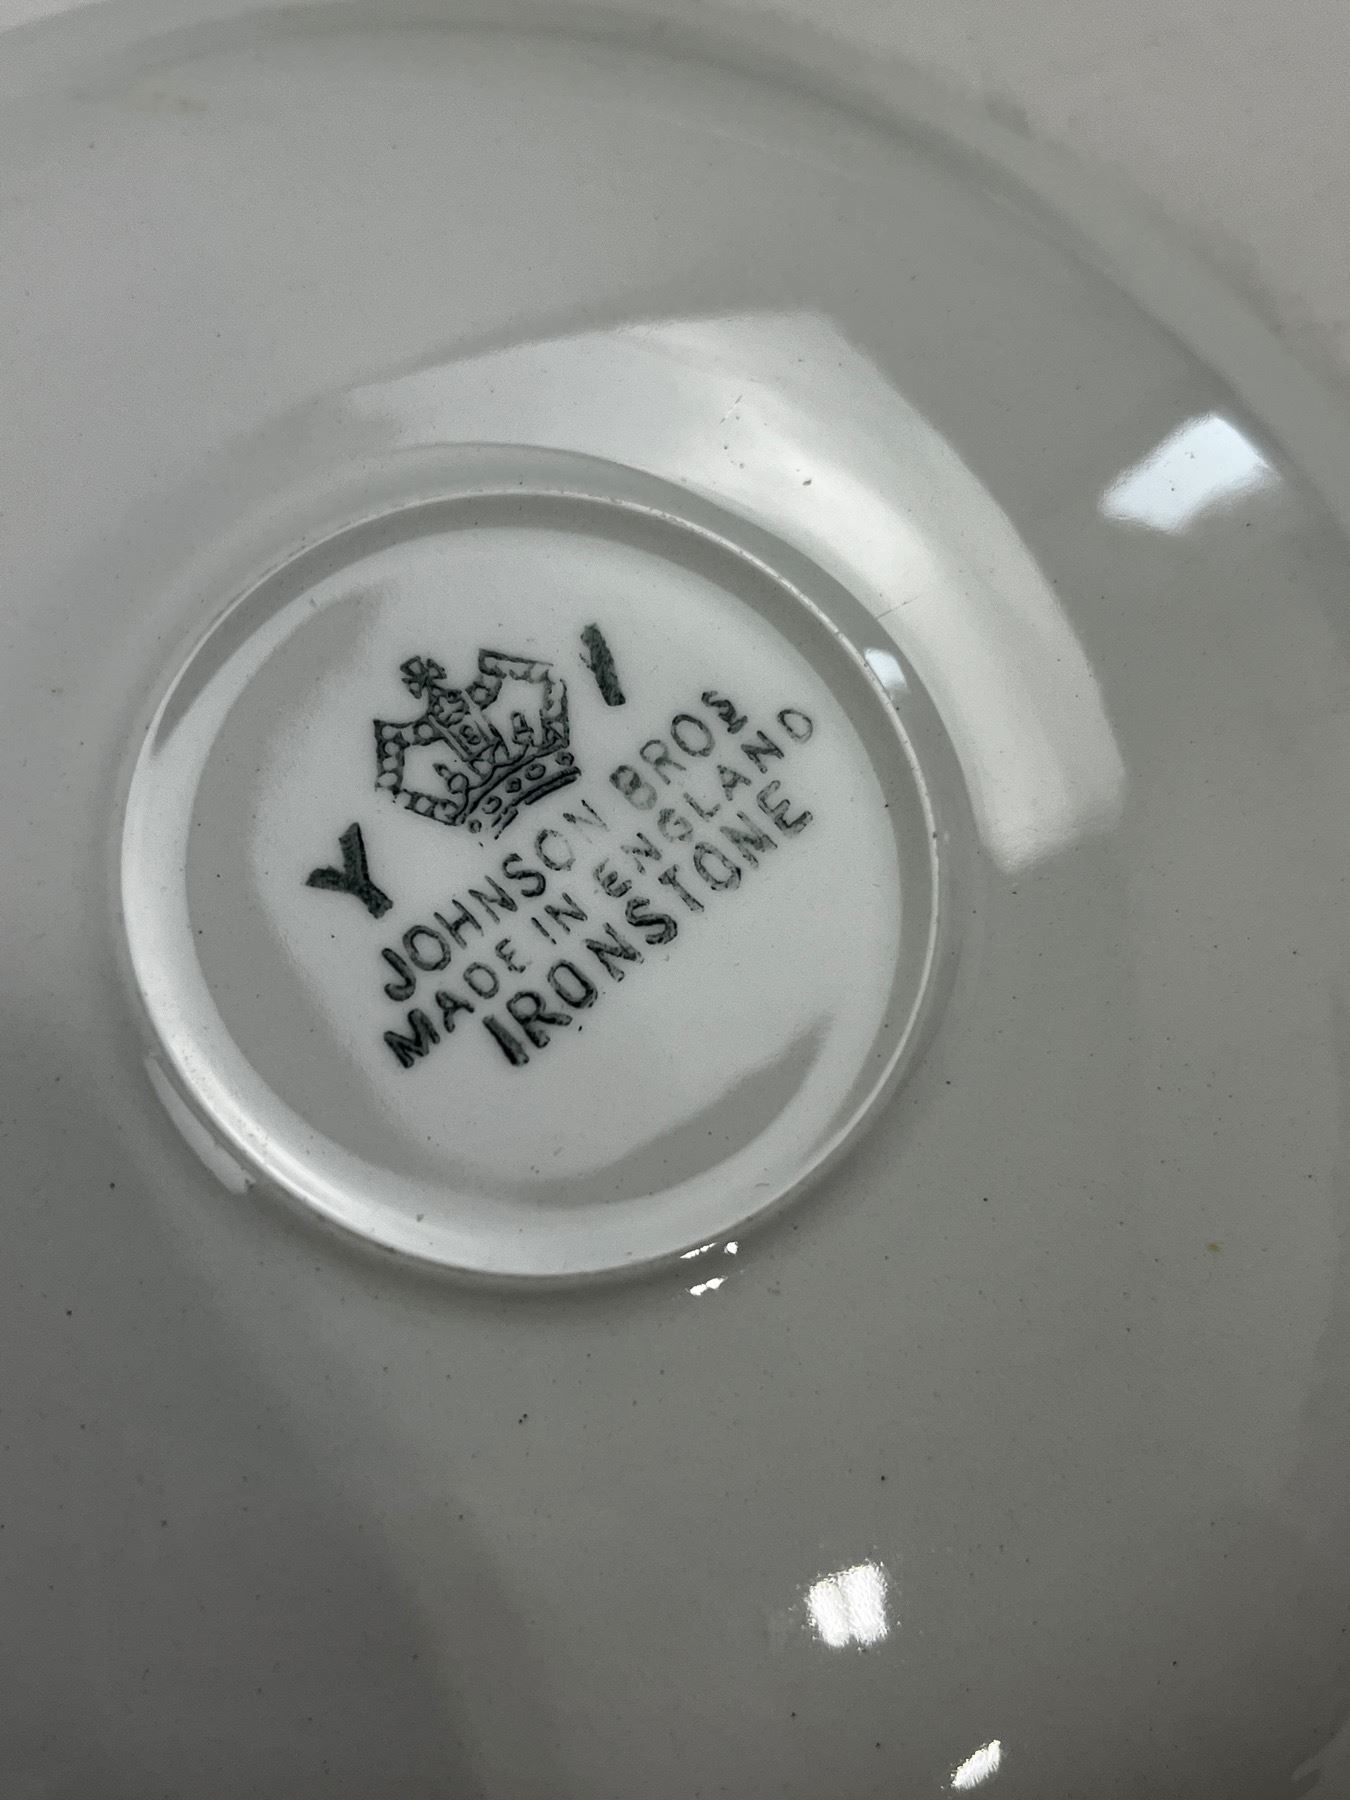 Y I
JOHNSON BROS
MADE IN ENGLAND
IRONSTONE